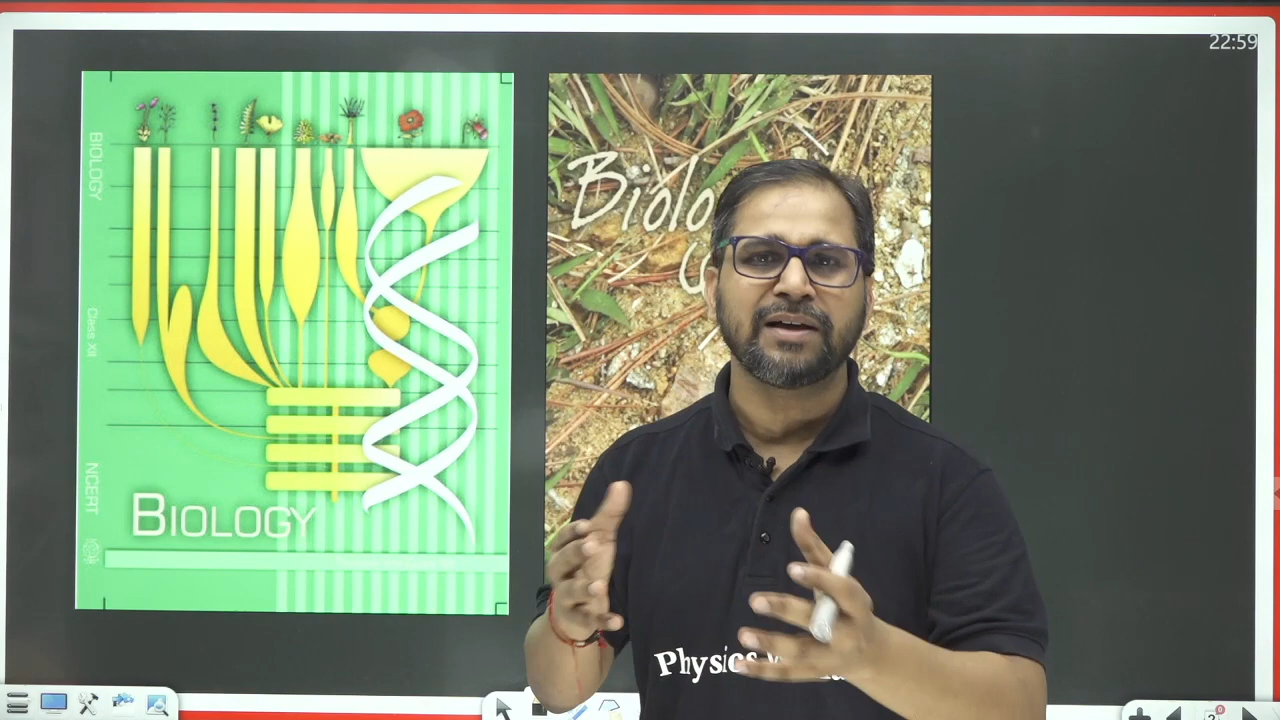 22:59
BIOLOGY
Class XII
NCERT
BIOLOGY
Biolo
Physics